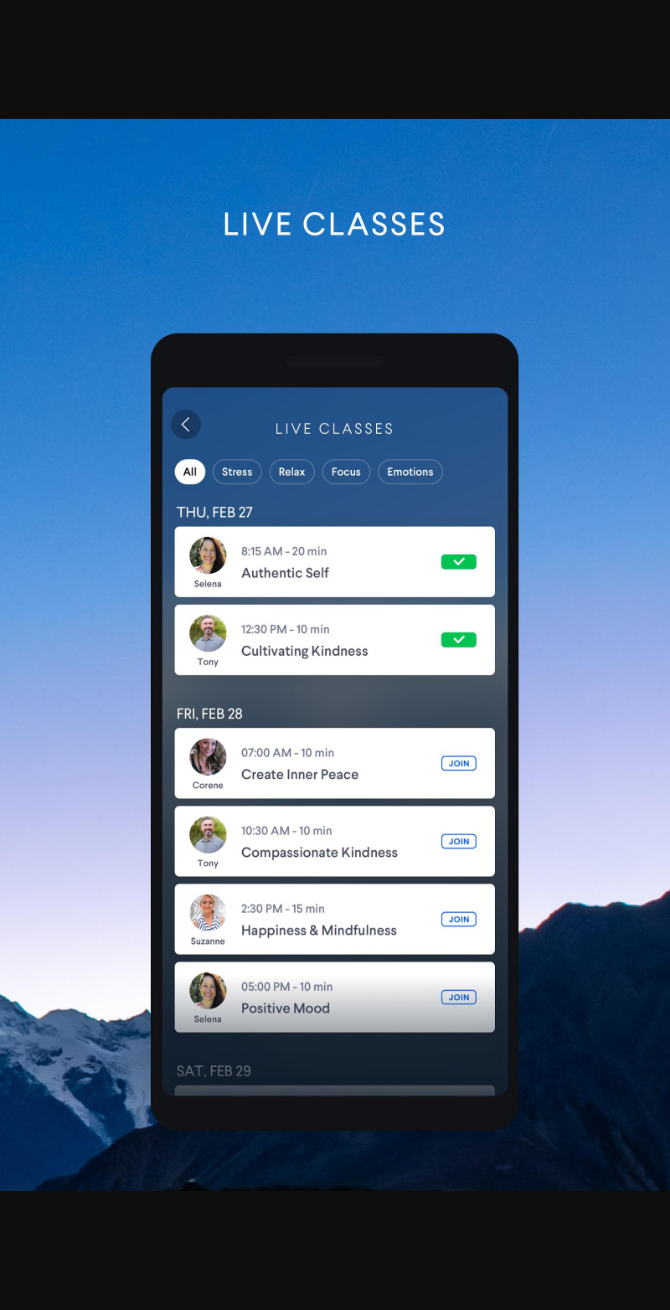 LIVE CLASSES
LIVE CLASSES
All Stress Relax Focus Emotions
THU, FEB 27
8:15 AM - 20 min
Authentic Self
Selena
12:30 PM - 10 min
Cultivating Kindness
Tony
FRI, FEB 28
07:00 AM - 10 min
Create Inner Peace
JOIN
Corene
10:30 AM - 10 min
Compassionate Kindness
JOIN
Tony
2:30 PM - 15 min
Happiness & Mindfulness
JOIN
Suzanne
05:00 PM - 10 min
Positive Mood
JOIN
Selena
SAT, FEB 29